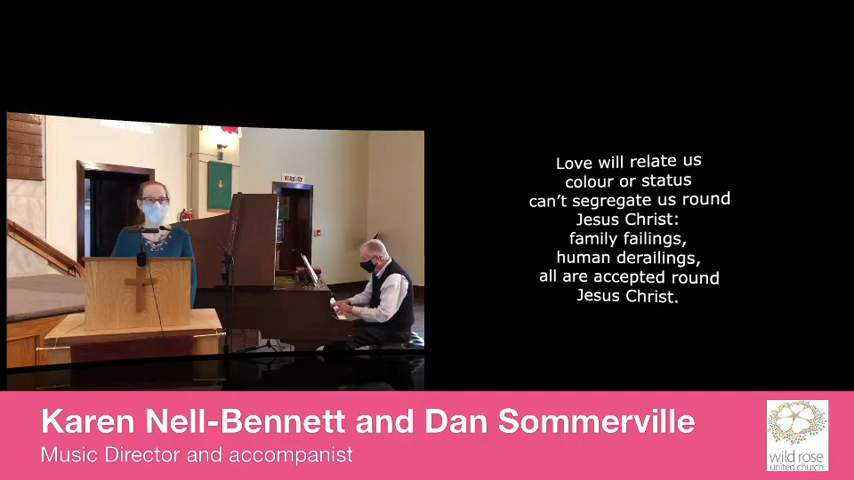 Love will relate us
colour or status
can't segregate us round
Jesus Christ:
family failings,
human derailings,
all are accepted round
Jesus Christ.
Karen Nell-Bennett and Dan Sommerville
Music Director and accompanist
wild rose
united church